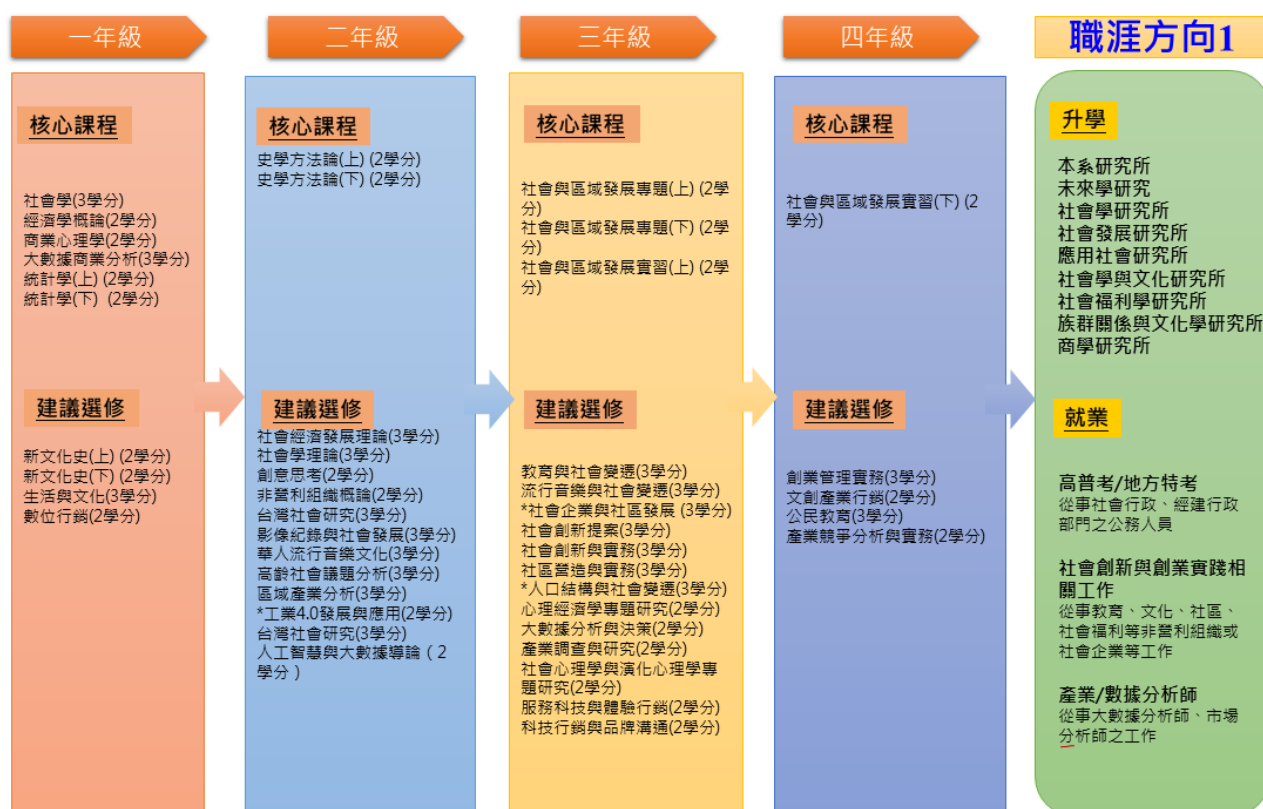 一年級
核心課程
社會學(3學分)
經濟學概論(2學分)
商業心理學(2學分)
大數據商業分析(3學分)
統計學(上) (2學分)
統計學(下) (2學分)
建議選修
新文化史(上) (2學分)
新文化史(下) (2學分)
生活與文化(3學分)
數位行銷(2學分)
二年級
核心課程
史學方法論(上) (2學分)
史學方法論(下) (2學分)
建議選修
社會經濟發展理論(3學分)
社會學理論(3學分)
創意思考(2學分)
非營利組織概論(2學分)
台灣社會研究(3學分)
影像紀錄與社會發展(3學分)
華人流行音樂文化(3學分)
高齡社會議題分析(3學分)
區域產業分析(3學分)
*工業4.0發展與應用(2學分)
台灣社會研究(3學分)
人工智慧與大數據導論（2
學分）
三年級
核心課程
社會與區域發展專題(上) (2學
分)
社會與區域發展專題(下) (2學
分)
社會與區域發展實習(上) (2學
分)
建議選修
教育與社會變遷(3學分)
流行音樂與社會變遷(3學分)
*社會企業與社區發展 (3學分)
社會創新提案(3學分)
社會創新與實務(3學分)
社區營造與實務(3學分)
*人口結構與社會變遷(3學分)
心理經濟學專題研究(2學分)
大數據分析與決策(2學分)
產業調查與研究(2學分)
社會心理學與演化心理學專
題研究(2學分)
服務科技與體驗行銷(2學分)
科技行銷與品牌溝通(2學分)
四年級
核心課程
社會與區域發展實習(下) (2
學分)
建議選修
創業管理實務(3學分)
文創產業行銷(2學分)
公民教育(3學分)
產業競爭分析與實務(2學分)
職涯方向1
升學
本系研究所
未來學研究
社會學研究所
社會發展研究所
應用社會研究所
社會學與文化研究所
社會福利學研究所
族群關係與文化學研究所
商學研究所
就業
高普考/地方特考
從事社會行政、經建行政
部門之公務人員
社會創新與創業實踐相
關工作
從事教育、文化、社區、
社會福利等非營利組織或
社會企業等工作
產業/數據分析師
從事大數據分析師、市場
分析師之工作